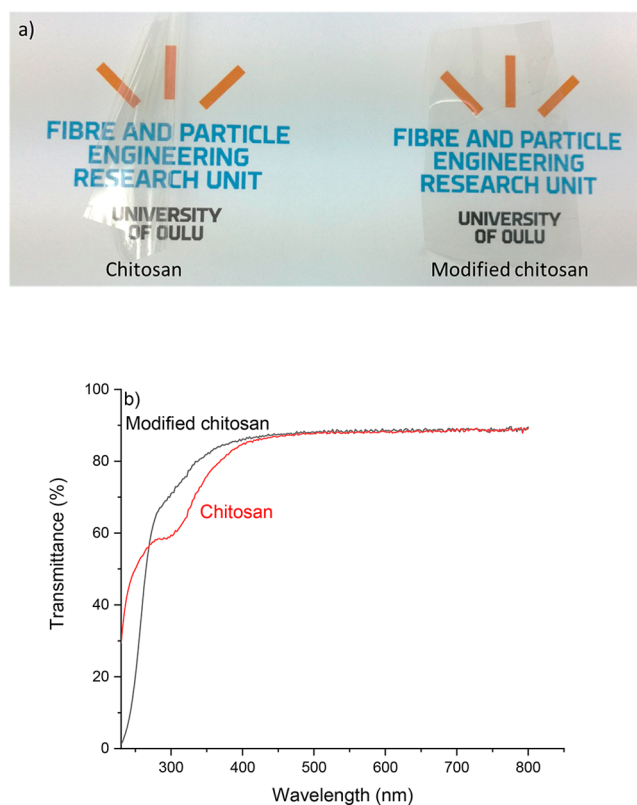 a)
FIBRE AND PARTICLE
ENGINEERING
RESEARCH UNIT
UNIVERSITY
OF OULU
Chitosan
FIBRE AND PARTICLE
ENGINEERING
RESEARCH UNIT
UNIVERSITY
OF OULU
Modified chitosan
b)
Modified chitosan
Chitosan
Transmittance (%)
100
80
60
40
20
0
300
400
500
600
700
800
Wavelength (nm)